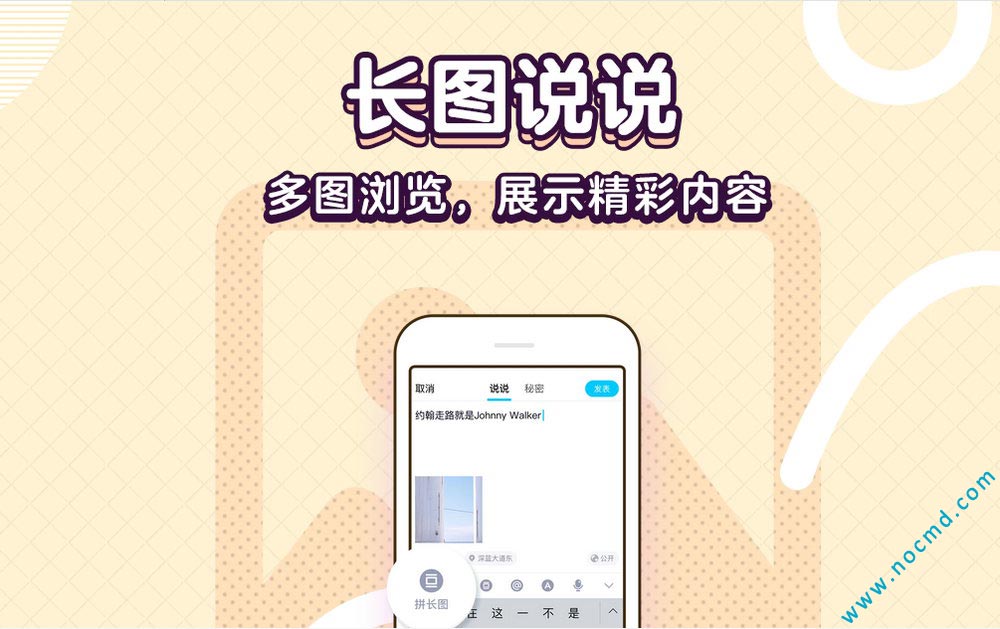 长图说说
多图浏览，展示精彩内容
取消 说说 秘密 发表
约翰走路就是Johnny Walker
深蓝大道东 公开
拼长图
在 这 一 不 是
www.nocmd.com